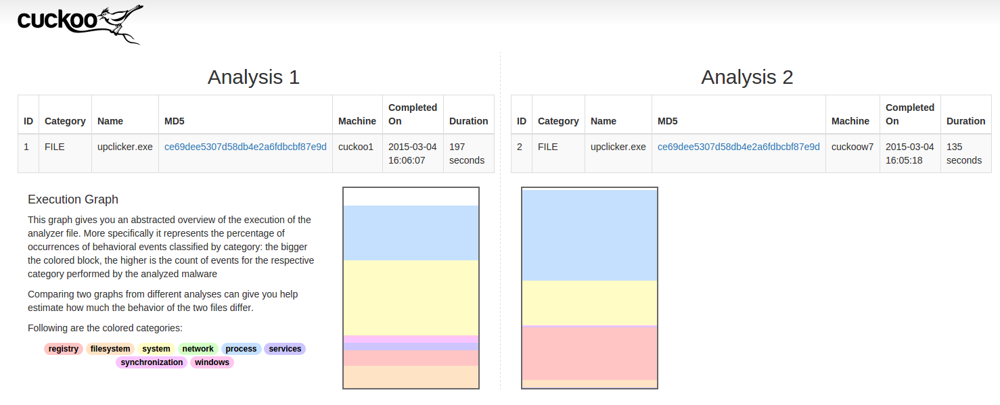 cuckoo
Analysis 1
ID Category Name MD5 Machine Completed On Duration
1 FILE upclicker.exe ce69dee5307d58db4e2a6fdbcbf87e9d cuckoo1 2015-03-04 16:06:07 197 seconds
Analysis 2
ID Category Name MD5 Machine Completed On Duration
2 FILE upclicker.exe ce69dee5307d58db4e2a6fdbcbf87e9d cuckoow7 2015-03-04 16:05:18 135 seconds
Execution Graph
This graph gives you an abstracted overview of the execution of the
analyzer file. More specifically it represents the percentage of
occurrences of behavioral events classified by category: the bigger
the colored block, the higher is the count of events for the respective
category performed by the analyzed malware
Comparing two graphs from different analyses can give you help
estimate how much the behavior of the two files differ.
Following are the colored categories:
registry filesystem system network process services
synchronization windows